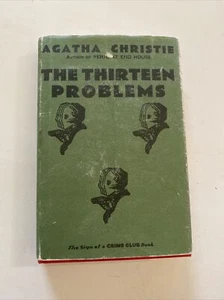 AGATHA CHRISTIE
Author of PERIL AT END HOUSE
THE THIRTEEN
PROBLEMS
The Sign of a CRIME CLUB Book